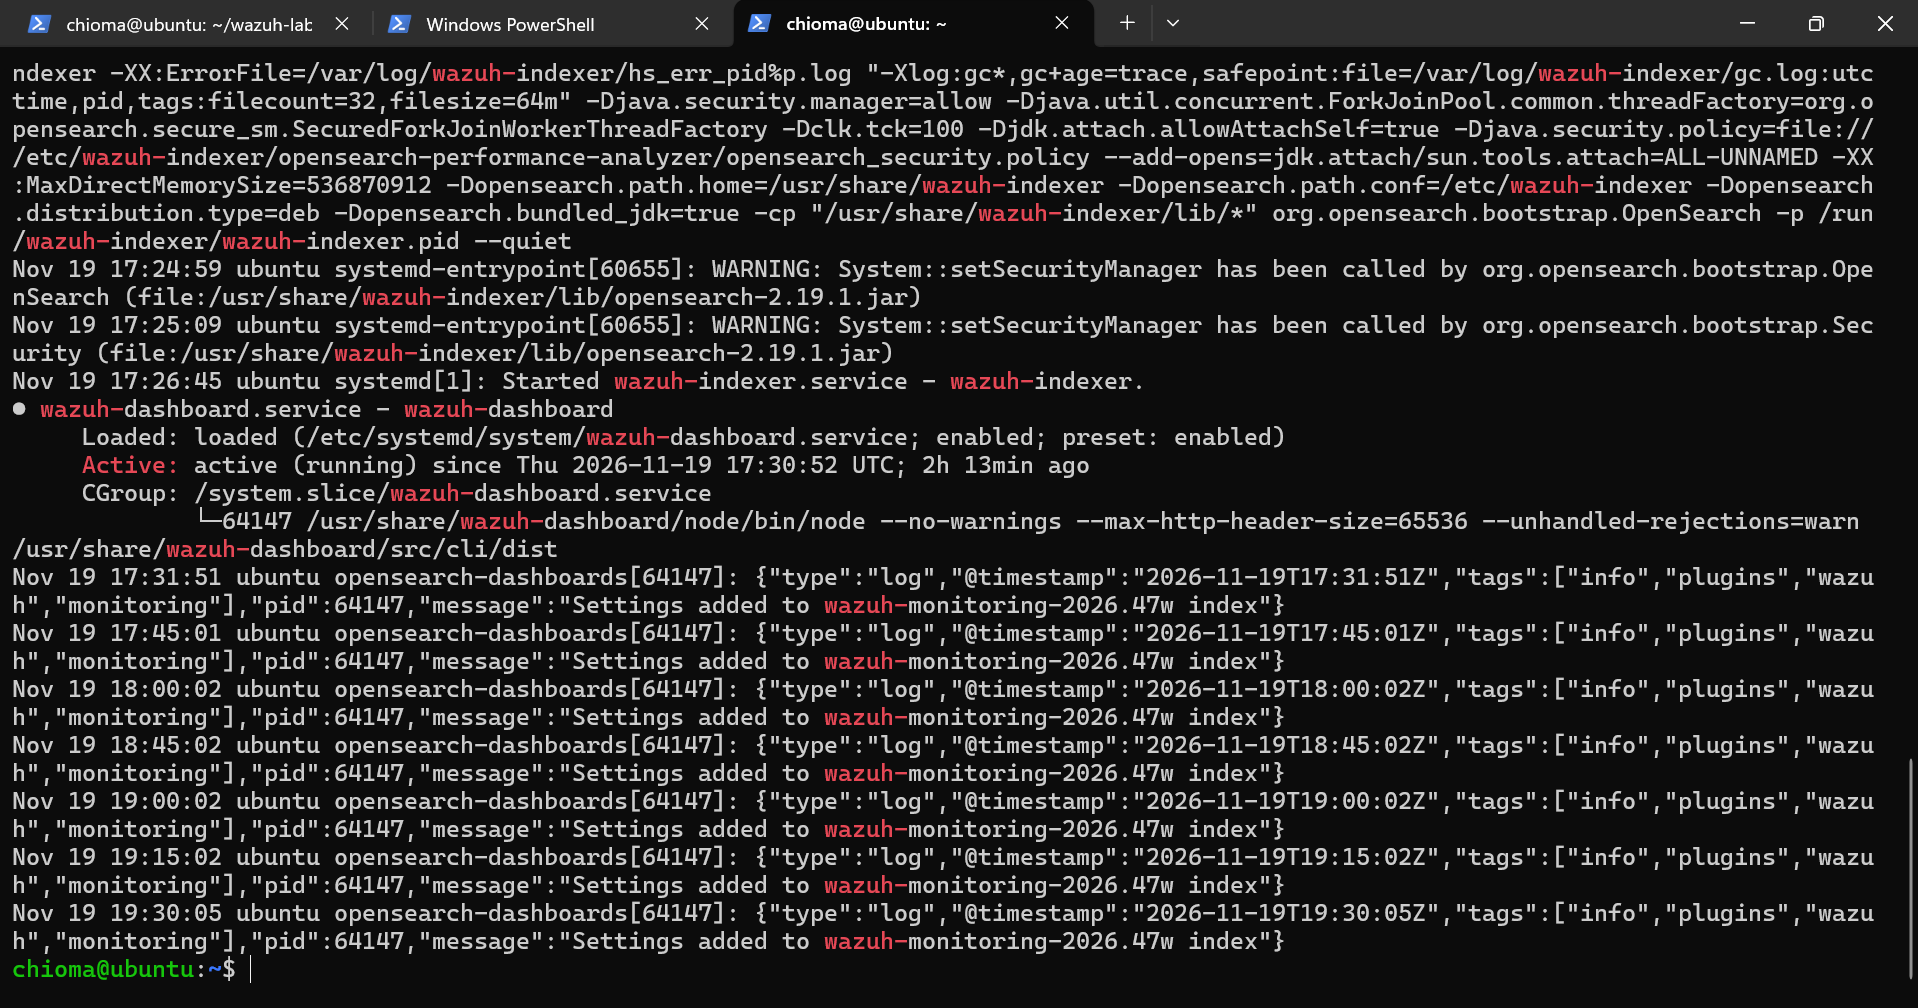 chioma@ubuntu: ~/wazuh-lab
Windows PowerShell
chioma@ubuntu: ~
ndexer -XX:ErrorFile=/var/log/wazuh-indexer/hs_err_pid%p.log "-Xlog:gc*,gc+age=trace,safepoint:file=/var/log/wazuh-indexer/gc.log:utc
time,pid,tags:filecount=32,filesize=64m" -Djava.security.manager=allow -Djava.util.concurrent.ForkJoinPool.common.threadFactory=org.o
pensearch.secure_sm.SecuredForkJoinWorkerThreadFactory -Dclk.tck=100 -Djdk.attach.allowAttachSelf=true -Djava.security.policy=file://
/etc/wazuh-indexer/opensearch-performance-analyzer/opensearch_security.policy --add-opens=jdk.attach/sun.tools.attach=ALL-UNNAMED -XX
:MaxDirectMemorySize=536870912 -Dopensearch.path.home=/usr/share/wazuh-indexer -Dopensearch.path.conf=/etc/wazuh-indexer -Dopensearch
.distribution.type=deb -Dopensearch.bundled_jdk=true -cp "/usr/share/wazuh-indexer/lib/*" org.opensearch.bootstrap.OpenSearch -p /run
/wazuh-indexer/wazuh-indexer.pid --quiet
Nov 19 17:24:59 ubuntu systemd-entrypoint[60655]: WARNING: System::setSecurityManager has been called by org.opensearch.bootstrap.Ope
nSearch (file:/usr/share/wazuh-indexer/lib/opensearch-2.19.1.jar)
Nov 19 17:25:09 ubuntu systemd-entrypoint[60655]: WARNING: System::setSecurityManager has been called by org.opensearch.bootstrap.Sec
urity (file:/usr/share/wazuh-indexer/lib/opensearch-2.19.1.jar)
Nov 19 17:26:45 ubuntu systemd[1]: Started wazuh-indexer.service - wazuh-indexer.
● wazuh-dashboard.service - wazuh-dashboard
Loaded: loaded (/etc/systemd/system/wazuh-dashboard.service; enabled; preset: enabled)
Active: active (running) since Thu 2026-11-19 17:30:52 UTC; 2h 13min ago
CGroup: /system.slice/wazuh-dashboard.service
└─64147 /usr/share/wazuh-dashboard/node/bin/node --no-warnings --max-http-header-size=65536 --unhandled-rejections=warn
/usr/share/wazuh-dashboard/src/cli/dist
Nov 19 17:31:51 ubuntu opensearch-dashboards[64147]: {"type":"log","@timestamp":"2026-11-19T17:31:51Z","tags":["info","plugins","wazu
h","monitoring"],"pid":64147,"message":"Settings added to wazuh-monitoring-2026.47w index"}
Nov 19 17:45:01 ubuntu opensearch-dashboards[64147]: {"type":"log","@timestamp":"2026-11-19T17:45:01Z","tags":["info","plugins","wazu
h","monitoring"],"pid":64147,"message":"Settings added to wazuh-monitoring-2026.47w index"}
Nov 19 18:00:02 ubuntu opensearch-dashboards[64147]: {"type":"log","@timestamp":"2026-11-19T18:00:02Z","tags":["info","plugins","wazu
h","monitoring"],"pid":64147,"message":"Settings added to wazuh-monitoring-2026.47w index"}
Nov 19 18:45:02 ubuntu opensearch-dashboards[64147]: {"type":"log","@timestamp":"2026-11-19T18:45:02Z","tags":["info","plugins","wazu
h","monitoring"],"pid":64147,"message":"Settings added to wazuh-monitoring-2026.47w index"}
Nov 19 19:00:02 ubuntu opensearch-dashboards[64147]: {"type":"log","@timestamp":"2026-11-19T19:00:02Z","tags":["info","plugins","wazu
h","monitoring"],"pid":64147,"message":"Settings added to wazuh-monitoring-2026.47w index"}
Nov 19 19:15:02 ubuntu opensearch-dashboards[64147]: {"type":"log","@timestamp":"2026-11-19T19:15:02Z","tags":["info","plugins","wazu
h","monitoring"],"pid":64147,"message":"Settings added to wazuh-monitoring-2026.47w index"}
Nov 19 19:30:05 ubuntu opensearch-dashboards[64147]: {"type":"log","@timestamp":"2026-11-19T19:30:05Z","tags":["info","plugins","wazu
h","monitoring"],"pid":64147,"message":"Settings added to wazuh-monitoring-2026.47w index"}
chioma@ubuntu:~$